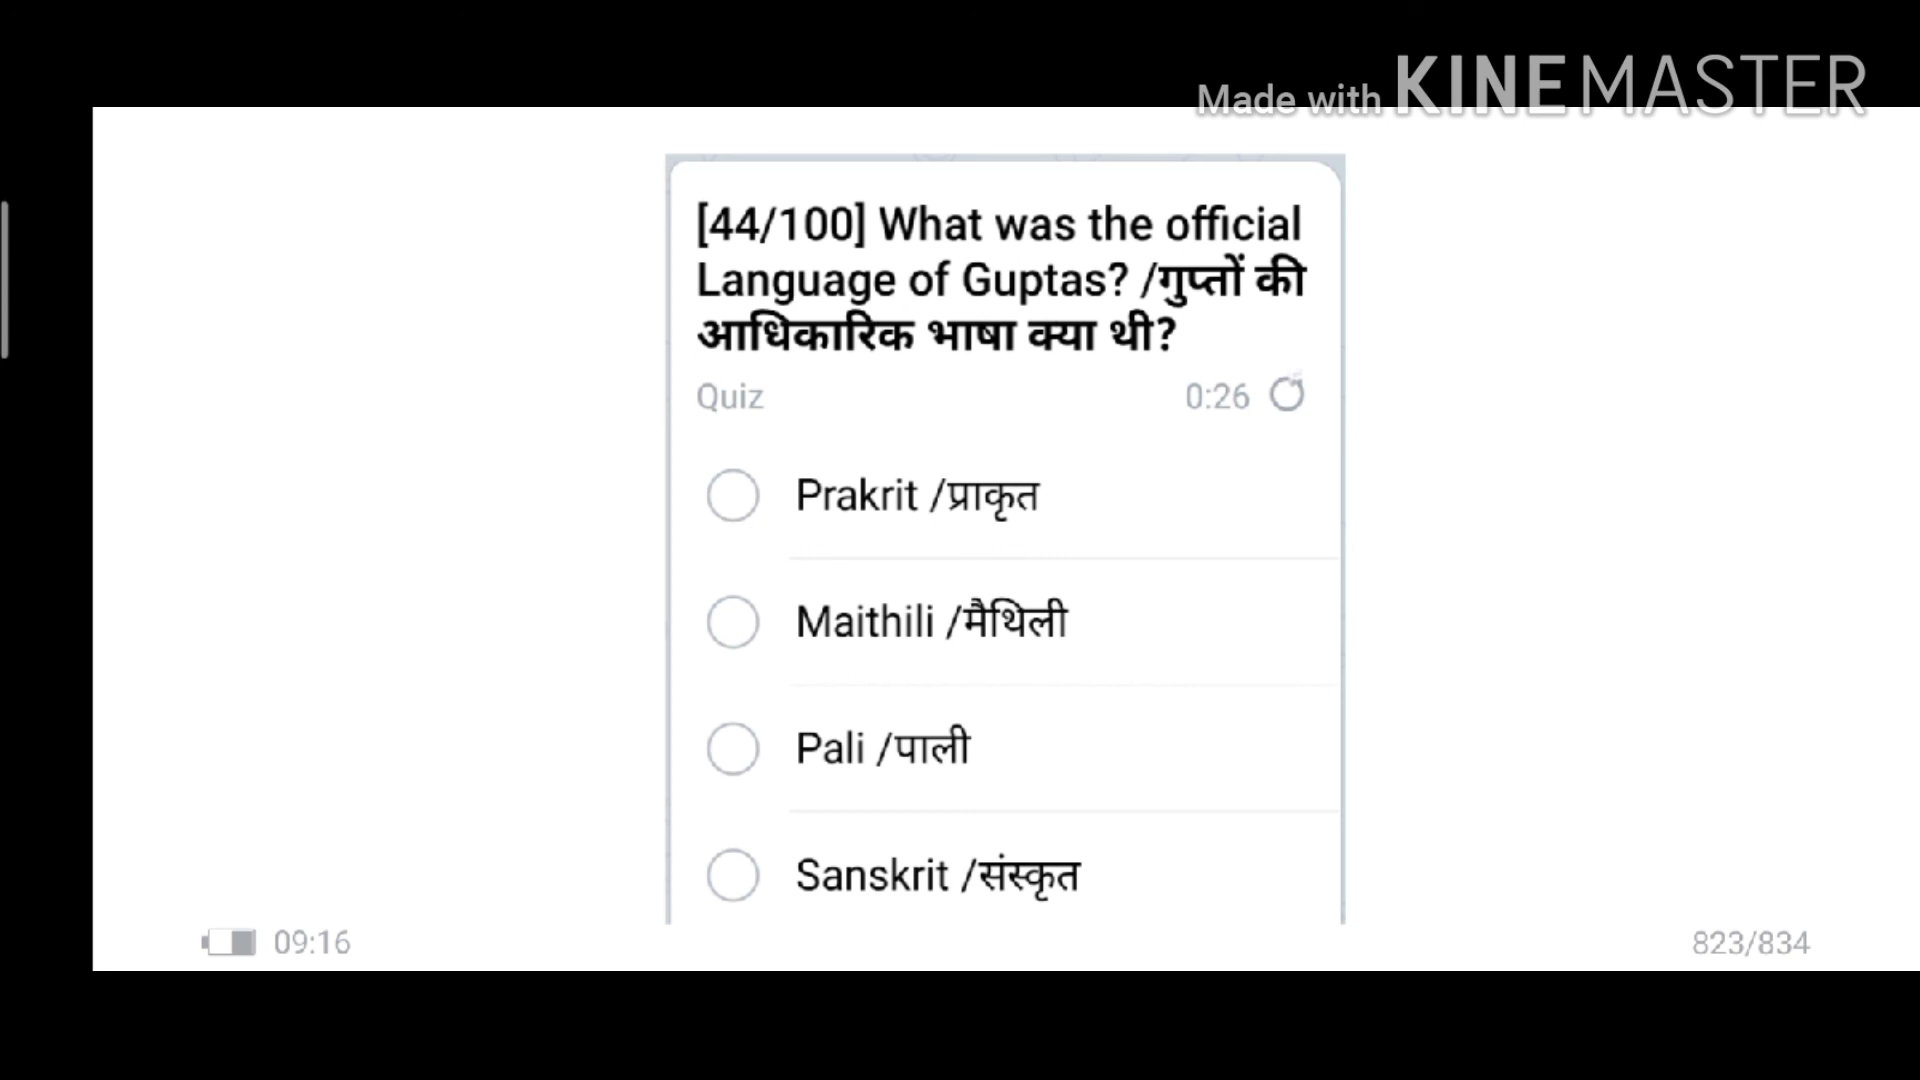 Made with KINEMASTER
[44/100] What was the official
Language of Guptas? /गुप्तों की
आधिकारिक भाषा क्या थी?
Quiz 0:26
Prakrit /प्राकृत
Maithili /मैथिली
Pali /पाली
Sanskrit /संस्कृत
09:16 823/834